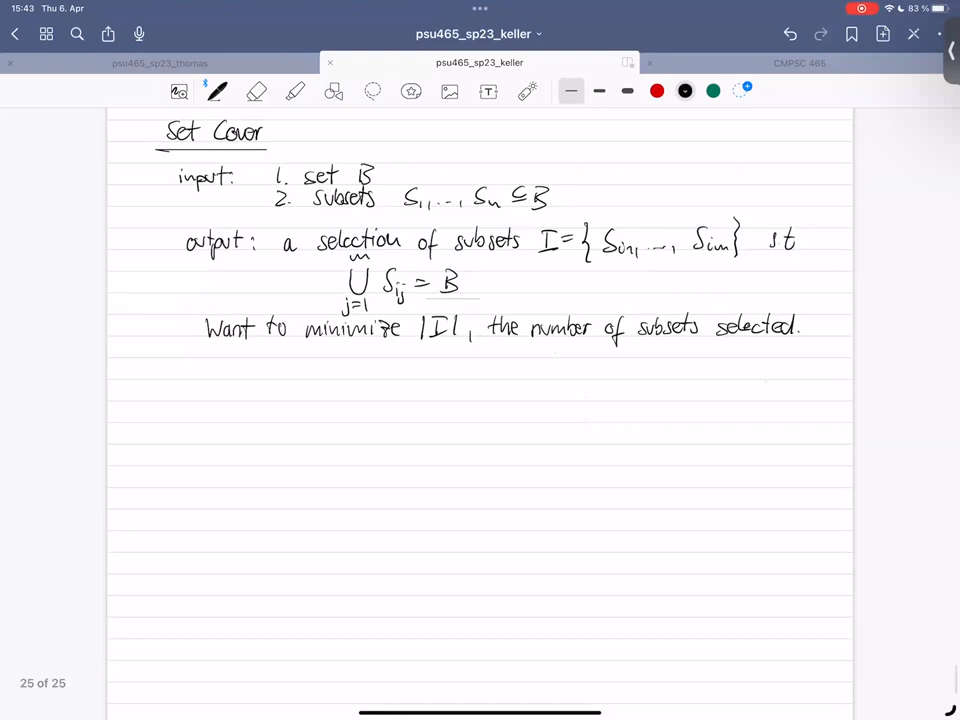 15:43 Thu 6. Apr 83 %
psu465_sp23_keller
psu465_sp23_thomas psu465_sp23_keller CMPSC 465
Set Cover
input: 1. set B
2. subsets S₁, ..., Sₙ ⊆ B
output: a selection of subsets I = { Sᵢ₁, ..., Sᵢₘ } st
m
∪ Sᵢⱼ = B
j=1
Want to minimize |I|, the number of subsets selected.
25 of 25